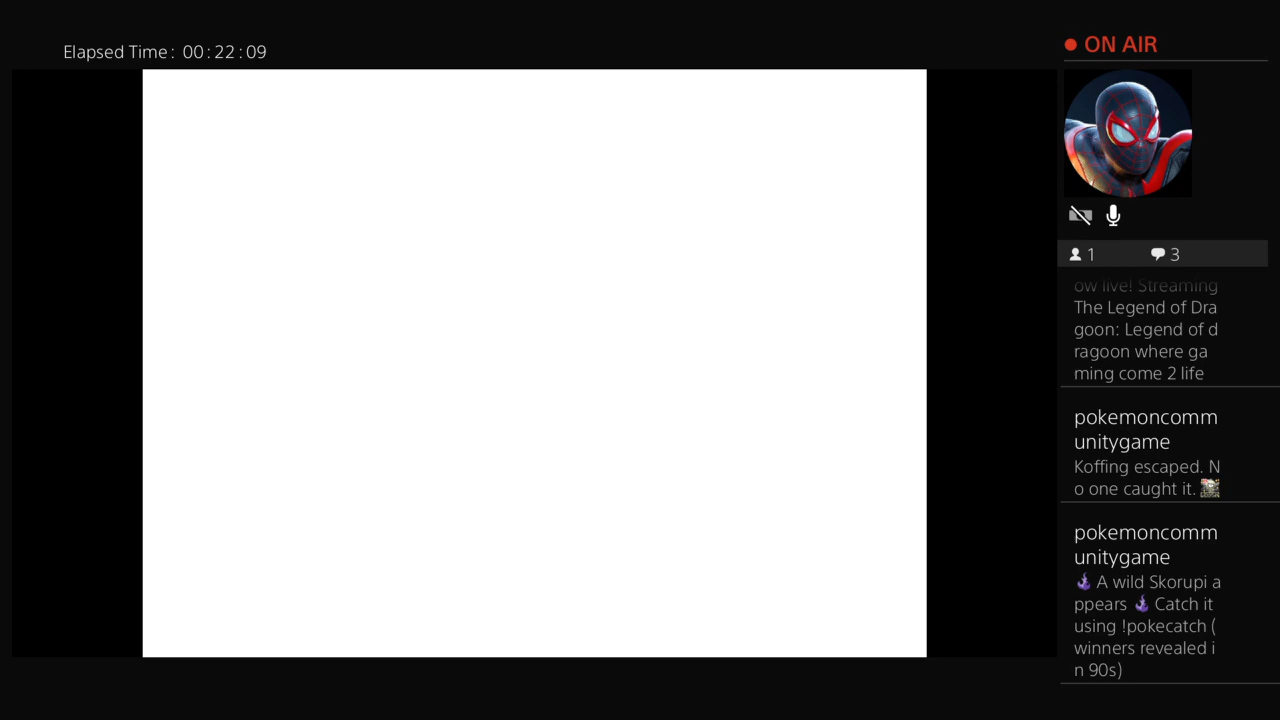 Elapsed Time: 00:22:09
ON AIR
1
3
ow live! Streaming
The Legend of Dra
goon: Legend of d
ragoon where ga
ming come 2 life
pokemoncomm
unitygame
Koffing escaped. N
o one caught it.
pokemoncomm
unitygame
A wild Skorupi a
ppears Catch it
using !pokecatch (
winners revealed i
n 90s)